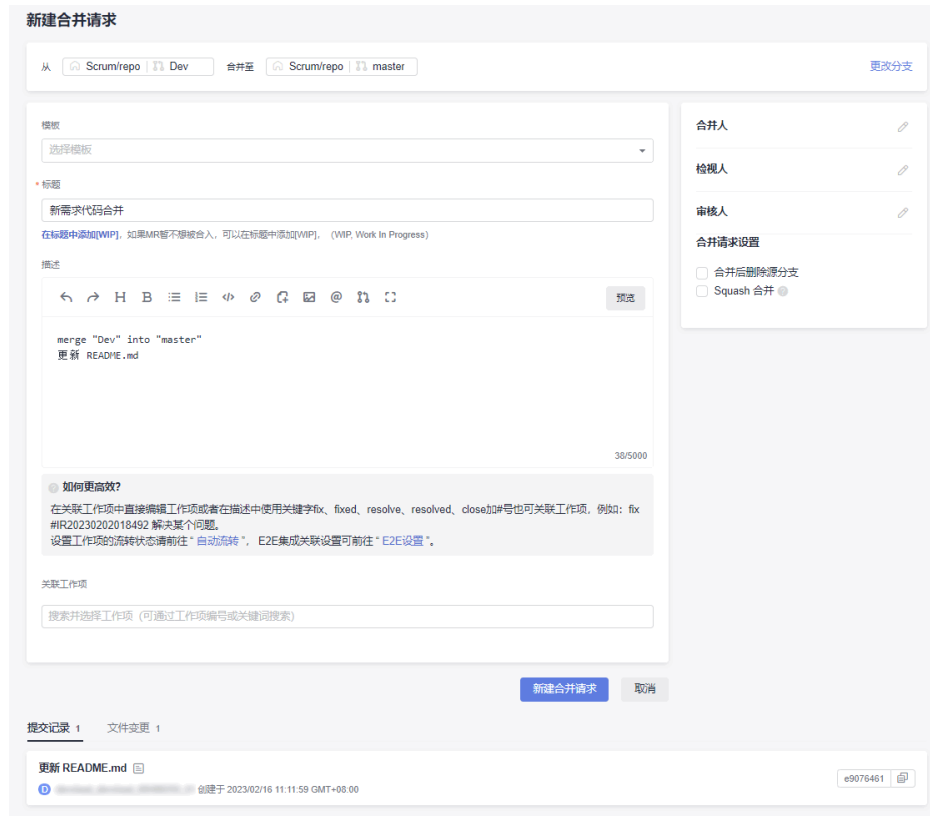 新建合并请求
从 Scrum/repo Dev 合并至 Scrum/repo master 更改分支
模板
选择模板
* 标题
新需求代码合并
在标题中添加[WIP]，如果MR暂不想被合入，可以在标题中添加[WIP]，（WIP, Work In Progress）
描述
H B @ 预览
merge "Dev" into "master"
更新 README.md
38/5000
如何更高效?
在关联工作项中直接编辑工作项或者在描述中使用关键字fix、fixed、resolve、resolved、close加#号也可关联工作项，例如：fix
#IR20230202018492 解决某个问题。
设置工作项的流转状态请前往“ 自动流转 ”， E2E集成关联设置可前往“ E2E设置 ”。
关联工作项
搜索并选择工作项（可通过工作项编号或关键词搜索）
新建合并请求 取消
合并人
检视人
审核人
合并请求设置
合并后删除源分支
Squash 合并
提交记录 1 文件变更 1
更新 README.md
D 创建于 2023/02/16 11:11:59 GMT+08:00
e9076461